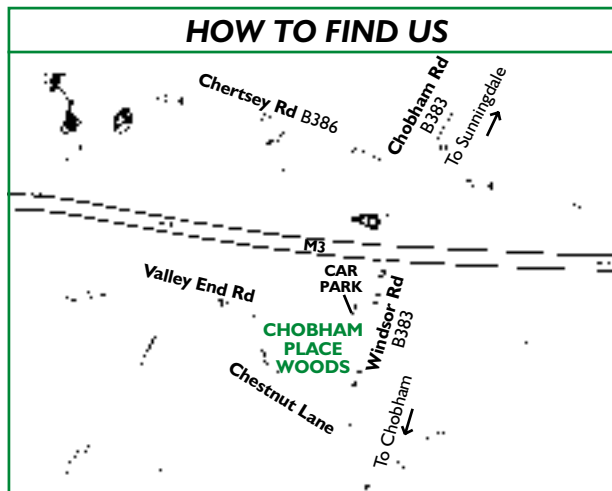 HOW TO FIND US
Chertsey Rd B386
Chobham Rd
B383
To Sunningdale
M3
Valley End Rd
CAR
PARK
Windsor Rd
B383
CHOBHAM
PLACE
WOODS
Chestnut Lane
To Chobham